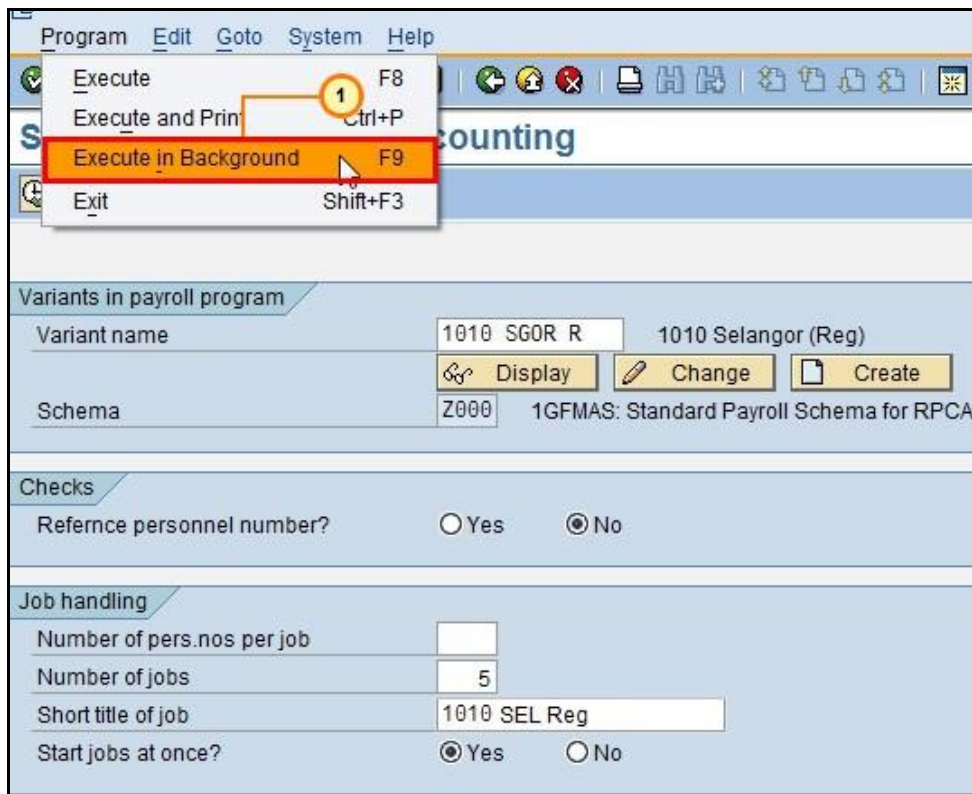 Program Edit Goto System Help
Execute F8
1
Execute and Print Ctrl+P
S counting
Execute in Background F9
Exit Shift+F3
Variants in payroll program
Variant name 1010 SGOR R 1010 Selangor (Reg)
Display Change Create
Schema Z000 1GFMAS: Standard Payroll Schema for RPCA
Checks
Refernce personnel number? Yes No
Job handling
Number of pers.nos per job
Number of jobs 5
Short title of job 1010 SEL Reg
Start jobs at once? Yes No